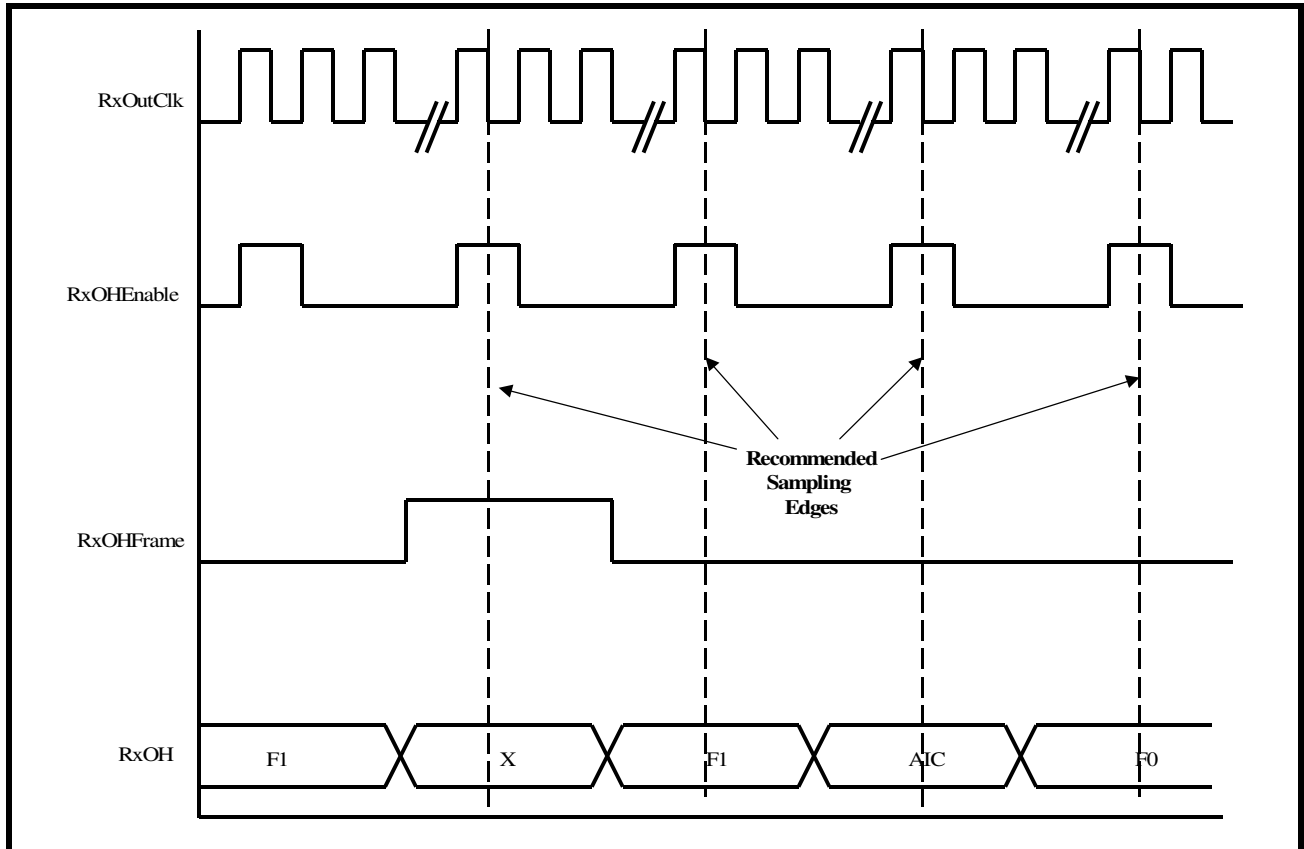 RxOutClk
RxOHEnable
Recommended
Sampling
Edges
RxOHFrame
RxOH
F1
X
F1
AIC
F0